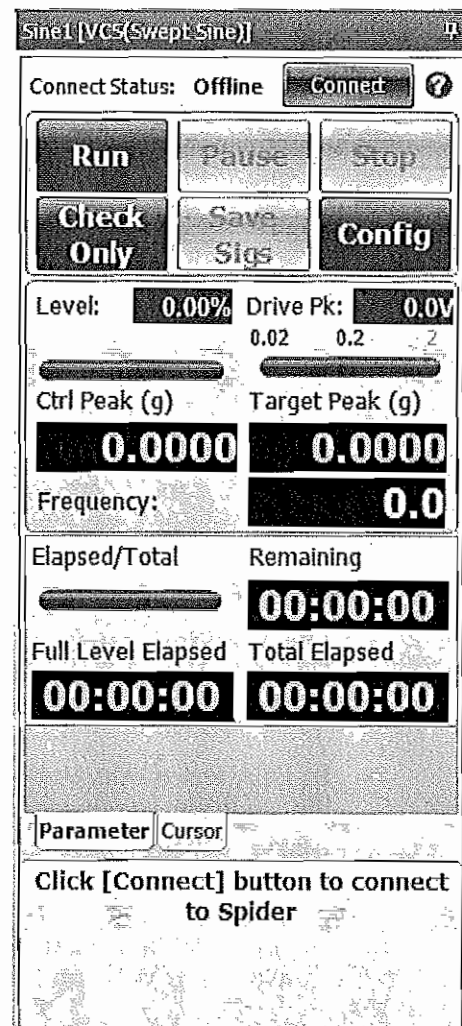 Sine1 [VCS(Swept Sine)]
Connect Status: Offline Connect ?
Run Pause Stop
Check Only Save Sigs Config
Level: 0.00% Drive Pk: 0.0V
0.02 0.2 2
Ctrl Peak (g) Target Peak (g)
0.0000 0.0000
Frequency: 0.0
Elapsed/Total Remaining
00:00:00
Full Level Elapsed Total Elapsed
00:00:00 00:00:00
Parameter Cursor
Click [Connect] button to connect
to Spider